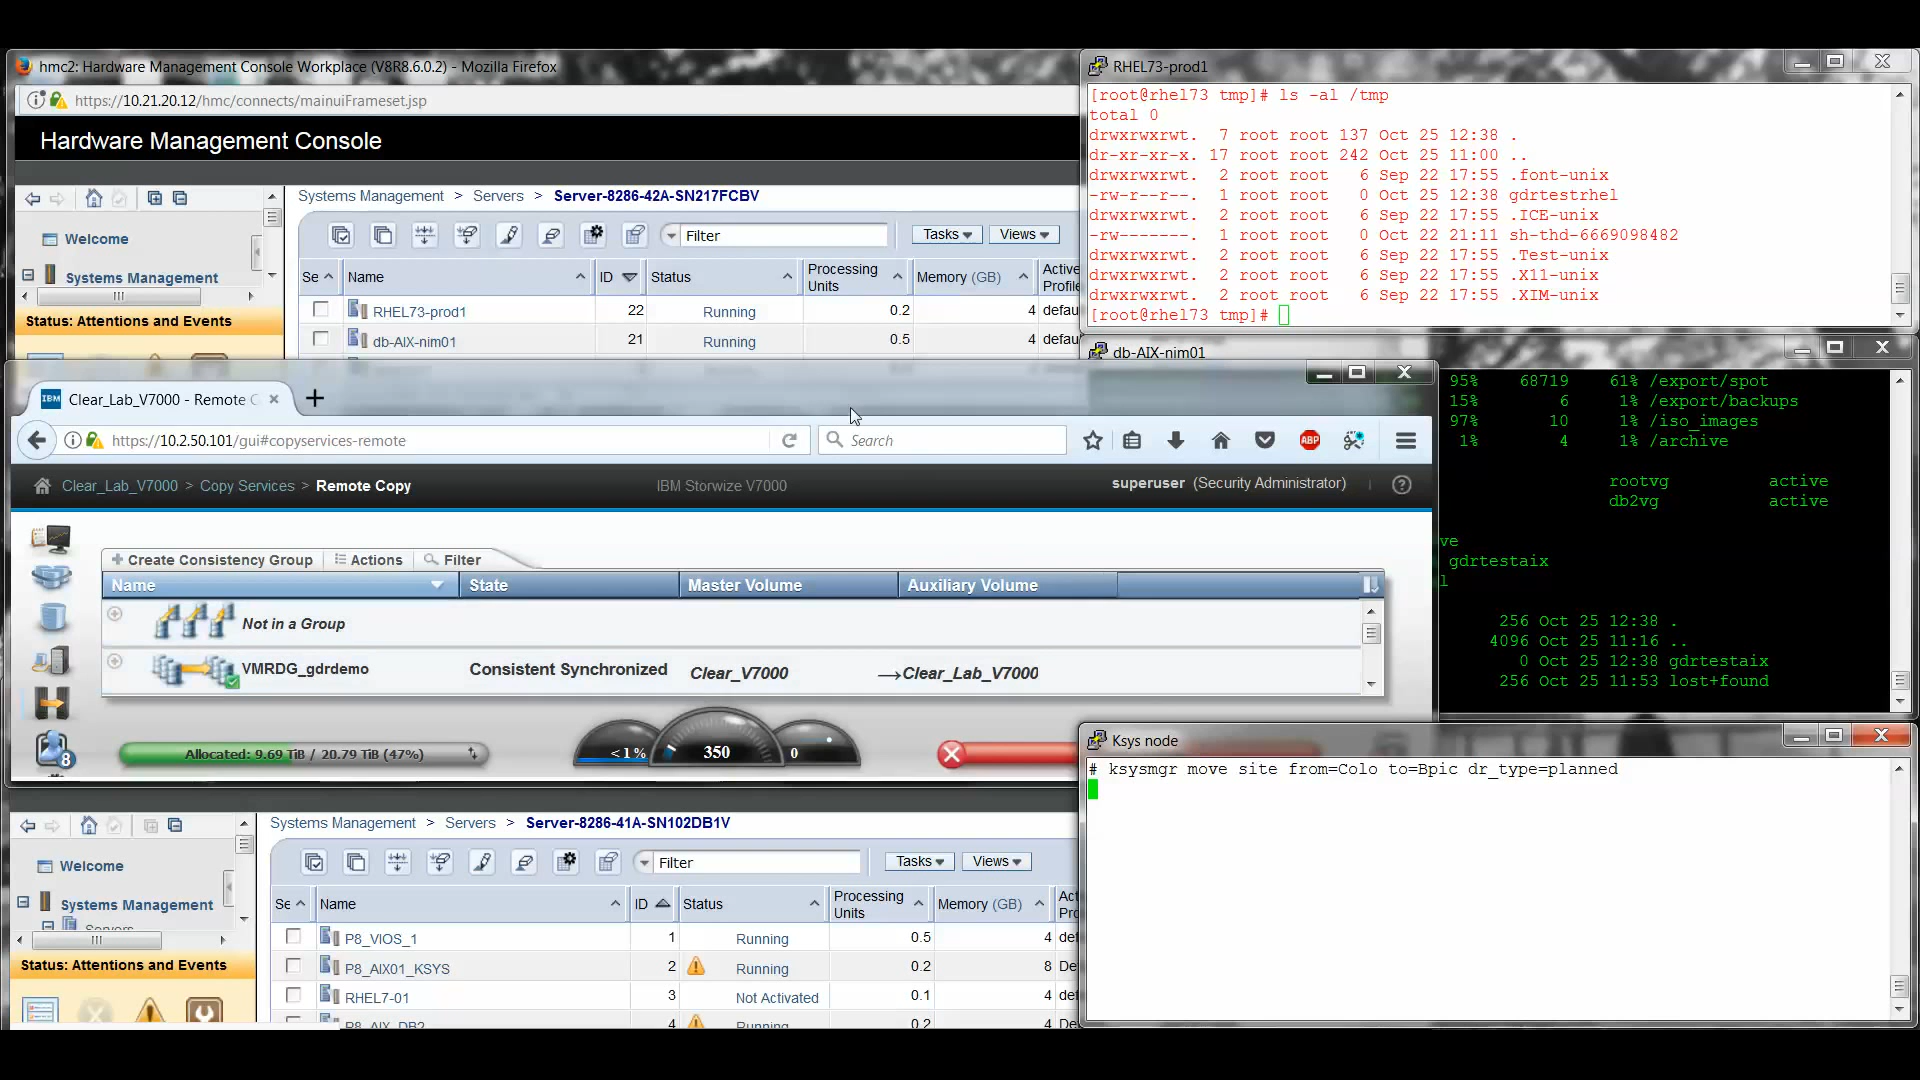 hmc2: Hardware Management Console Workplace (V8R8.6.0.2) - Mozilla Firefox
https://10.21.20.12/hmc/connects/mainuiFrameset.jsp
Hardware Management Console
Systems Management > Servers > Server-8286-42A-SN217FCBV
Filter
Tasks
Views
Welcome
Systems Management
Status: Attentions and Events
Se Name ID Status Processing Units Memory (GB) Active Profile
RHEL73-prod1 22 Running 0.2 4 defau
db-AIX-nim01 21 Running 0.5 4 defau
RHEL73-prod1
[root@rhel73 tmp]# ls -al /tmp
total 0
drwxrwxrwt. 7 root root 137 Oct 25 12:38 .
dr-xr-xr-x. 17 root root 242 Oct 25 11:00 ..
drwxrwxrwt. 2 root root 6 Sep 22 17:55 .font-unix
-rw-r--r--. 1 root root 0 Oct 25 12:38 gdrtestrhel
drwxrwxrwt. 2 root root 6 Sep 22 17:55 .ICE-unix
-rw-------. 1 root root 0 Oct 22 21:11 sh-thd-6669098482
drwxrwxrwt. 2 root root 6 Sep 22 17:55 .Test-unix
drwxrwxrwt. 2 root root 6 Sep 22 17:55 .X11-unix
drwxrwxrwt. 2 root root 6 Sep 22 17:55 .XIM-unix
[root@rhel73 tmp]#
db-AIX-nim01
95% 68719 61% /export/spot
15% 6 1% /export/backups
97% 10 1% /iso_images
1% 4 1% /archive
rootvg active
db2vg active
ve
gdrtestaix
l
256 Oct 25 12:38 .
4096 Oct 25 11:16 ..
0 Oct 25 12:38 gdrtestaix
256 Oct 25 11:53 lost+found
IBM Clear_Lab_V7000 - Remote C
https://10.2.50.101/gui#copyservices-remote
Search
ABP
Clear_Lab_V7000 > Copy Services > Remote Copy
IBM Storwize V7000
superuser (Security Administrator)
Create Consistency Group Actions Filter
Name State Master Volume Auxiliary Volume
Not in a Group
VMRDG_gdrdemo Consistent Synchronized Clear_V7000 →Clear_Lab_V7000
8
Allocated: 9.69 TiB / 20.79 TiB (47%)
<1% 350 0
Ksys node
# ksysmgr move site from=Colo to=Bpic dr_type=planned
Systems Management > Servers > Server-8286-41A-SN102DB1V
Filter
Tasks
Views
Welcome
Systems Management
Servers
Status: Attentions and Events
Se Name ID Status Processing Units Memory (GB) Act Pro
P8_VIOS_1 1 Running 0.5 4 def
P8_AIX01_KSYS 2 Running 0.2 8 De
RHEL7-01 3 Not Activated 0.1 4 def
P8_AIX_DB2 4 Running 0.2 4 Def